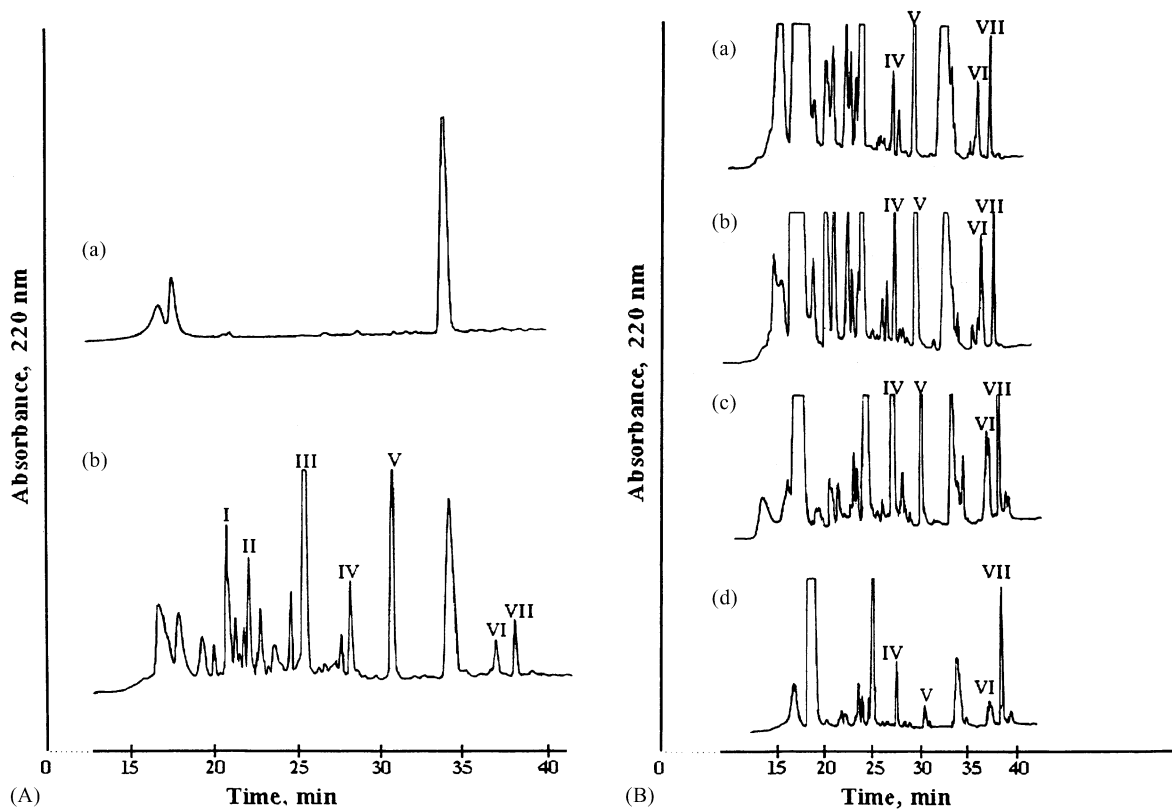 Absorbance, 220 nm
(a)
(b)
I
II
III
IV
V
VI
VII
0 15 20 25 30 35 40
Time, min
(A)
Absorbance, 220 nm
(a)
IV
V
VI
VII
(b)
IV
V
VI
VII
(c)
IV
V
VI
VII
(d)
IV
V
VI
VII
0 15 20 25 30 35 40
Time, min
(B)